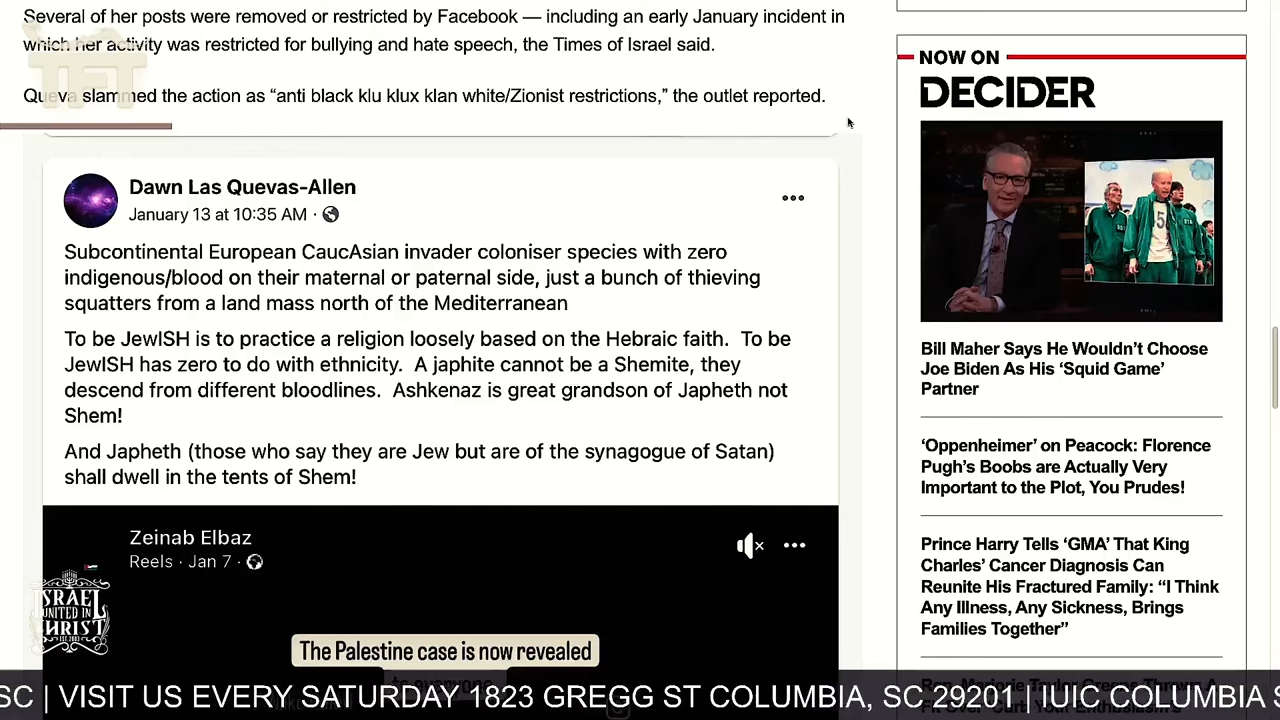 Several of her posts were removed or restricted by Facebook — including an early January incident in
which her activity was restricted for bullying and hate speech, the Times of Israel said.
TFT
Queva slammed the action as “anti black klu klux klan white/Zionist restrictions,” the outlet reported.
Dawn Las Quevas-Allen
January 13 at 10:35 AM ·
Subcontinental European CaucAsian invader coloniser species with zero
indigenous/blood on their maternal or paternal side, just a bunch of thieving
squatters from a land mass north of the Mediterranean
To be JewISH is to practice a religion loosely based on the Hebraic faith. To be
JewISH has zero to do with ethnicity. A japhite cannot be a Shemite, they
descend from different bloodlines. Ashkenaz is great grandson of Japheth not
Shem!
And Japheth (those who say they are Jew but are of the synagogue of Satan)
shall dwell in the tents of Shem!
Zeinab Elbaz
Reels · Jan 7 ·
The Palestine case is now revealed
to everyone
ISRAEL
UNITED IN
CHRIST
NOW ON
DECIDER
5
Bill Maher Says He Wouldn’t Choose
Joe Biden As His ‘Squid Game’
Partner
‘Oppenheimer’ on Peacock: Florence
Pugh’s Boobs are Actually Very
Important to the Plot, You Prudes!
Prince Harry Tells ‘GMA’ That King
Charles’ Cancer Diagnosis Can
Reunite His Fractured Family: “I Think
Any Illness, Any Sickness, Brings
Families Together”
SC | VISIT US EVERY SATURDAY 1823 GREGG ST COLUMBIA, SC 29201 | IUIC COLUMBIA S